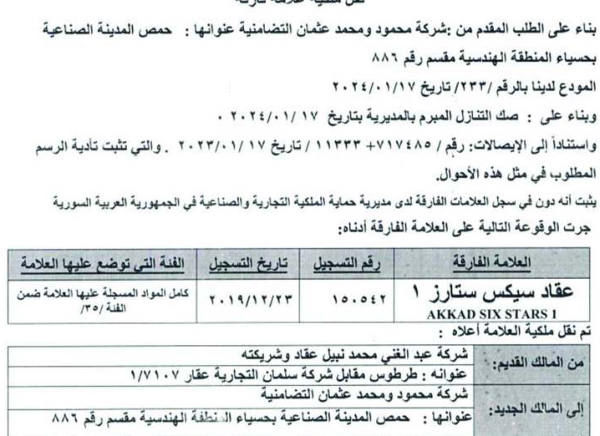 نقل ملكية علامة فارقة
بناء على الطلب المقدم من :شركة محمود ومحمد عثمان التضامنية عنوانها : حمص المدينة الصناعية
بحسياء المنطقة الهندسية مقسم رقم ٨٨٦
المودع لدينا بالرقم /٢٣٣/ تاريخ ٢٠٢٤/٠١/١٧
وبناء على : صك التنازل المبرم بالمديرية بتاريخ ٢٠٢٤/٠١/١٧ .
واستناداً إلى الإيصالات: رقم / ٧١٧٤٨٥+ ١١٣٣٣ / تاريخ ٢٠٢٣/٠١/١٧ . والتي تثبت تأدية الرسم
المطلوب في مثل هذه الأحوال.
يثبت أنه دون في سجل العلامات الفارقة لدى مديرية حماية الملكية التجارية والصناعية في الجمهورية العربية السورية
جرت الوقوعة التالية على العلامة الفارقة أدناه:
العلامة الفارقة رقم التسجيل تاريخ التسجيل الفئة التي توضع عليها العلامة
عقاد سيكس ستارز ١ ١٥٠٥٤٢ ٢٠١٩/١٢/٢٣ كامل المواد المسجلة عليها العلامة ضمن
AKKAD SIX STARS 1 الفئة /٣٥/
تم نقل ملكية العلامة أعلاه :
من المالك القديم: شركة عبد الغني محمد نبيل عقاد وشريكته
عنوانه : طرطوس مقابل شركة سلمان التجارية عقار ١/٧١٠٧
إلى المالك الجديد: شركة محمود ومحمد عثمان التضامنية
عنوانها : حمص المدينة الصناعية بحسياء المنطقة الهندسية مقسم رقم ٨٨٦